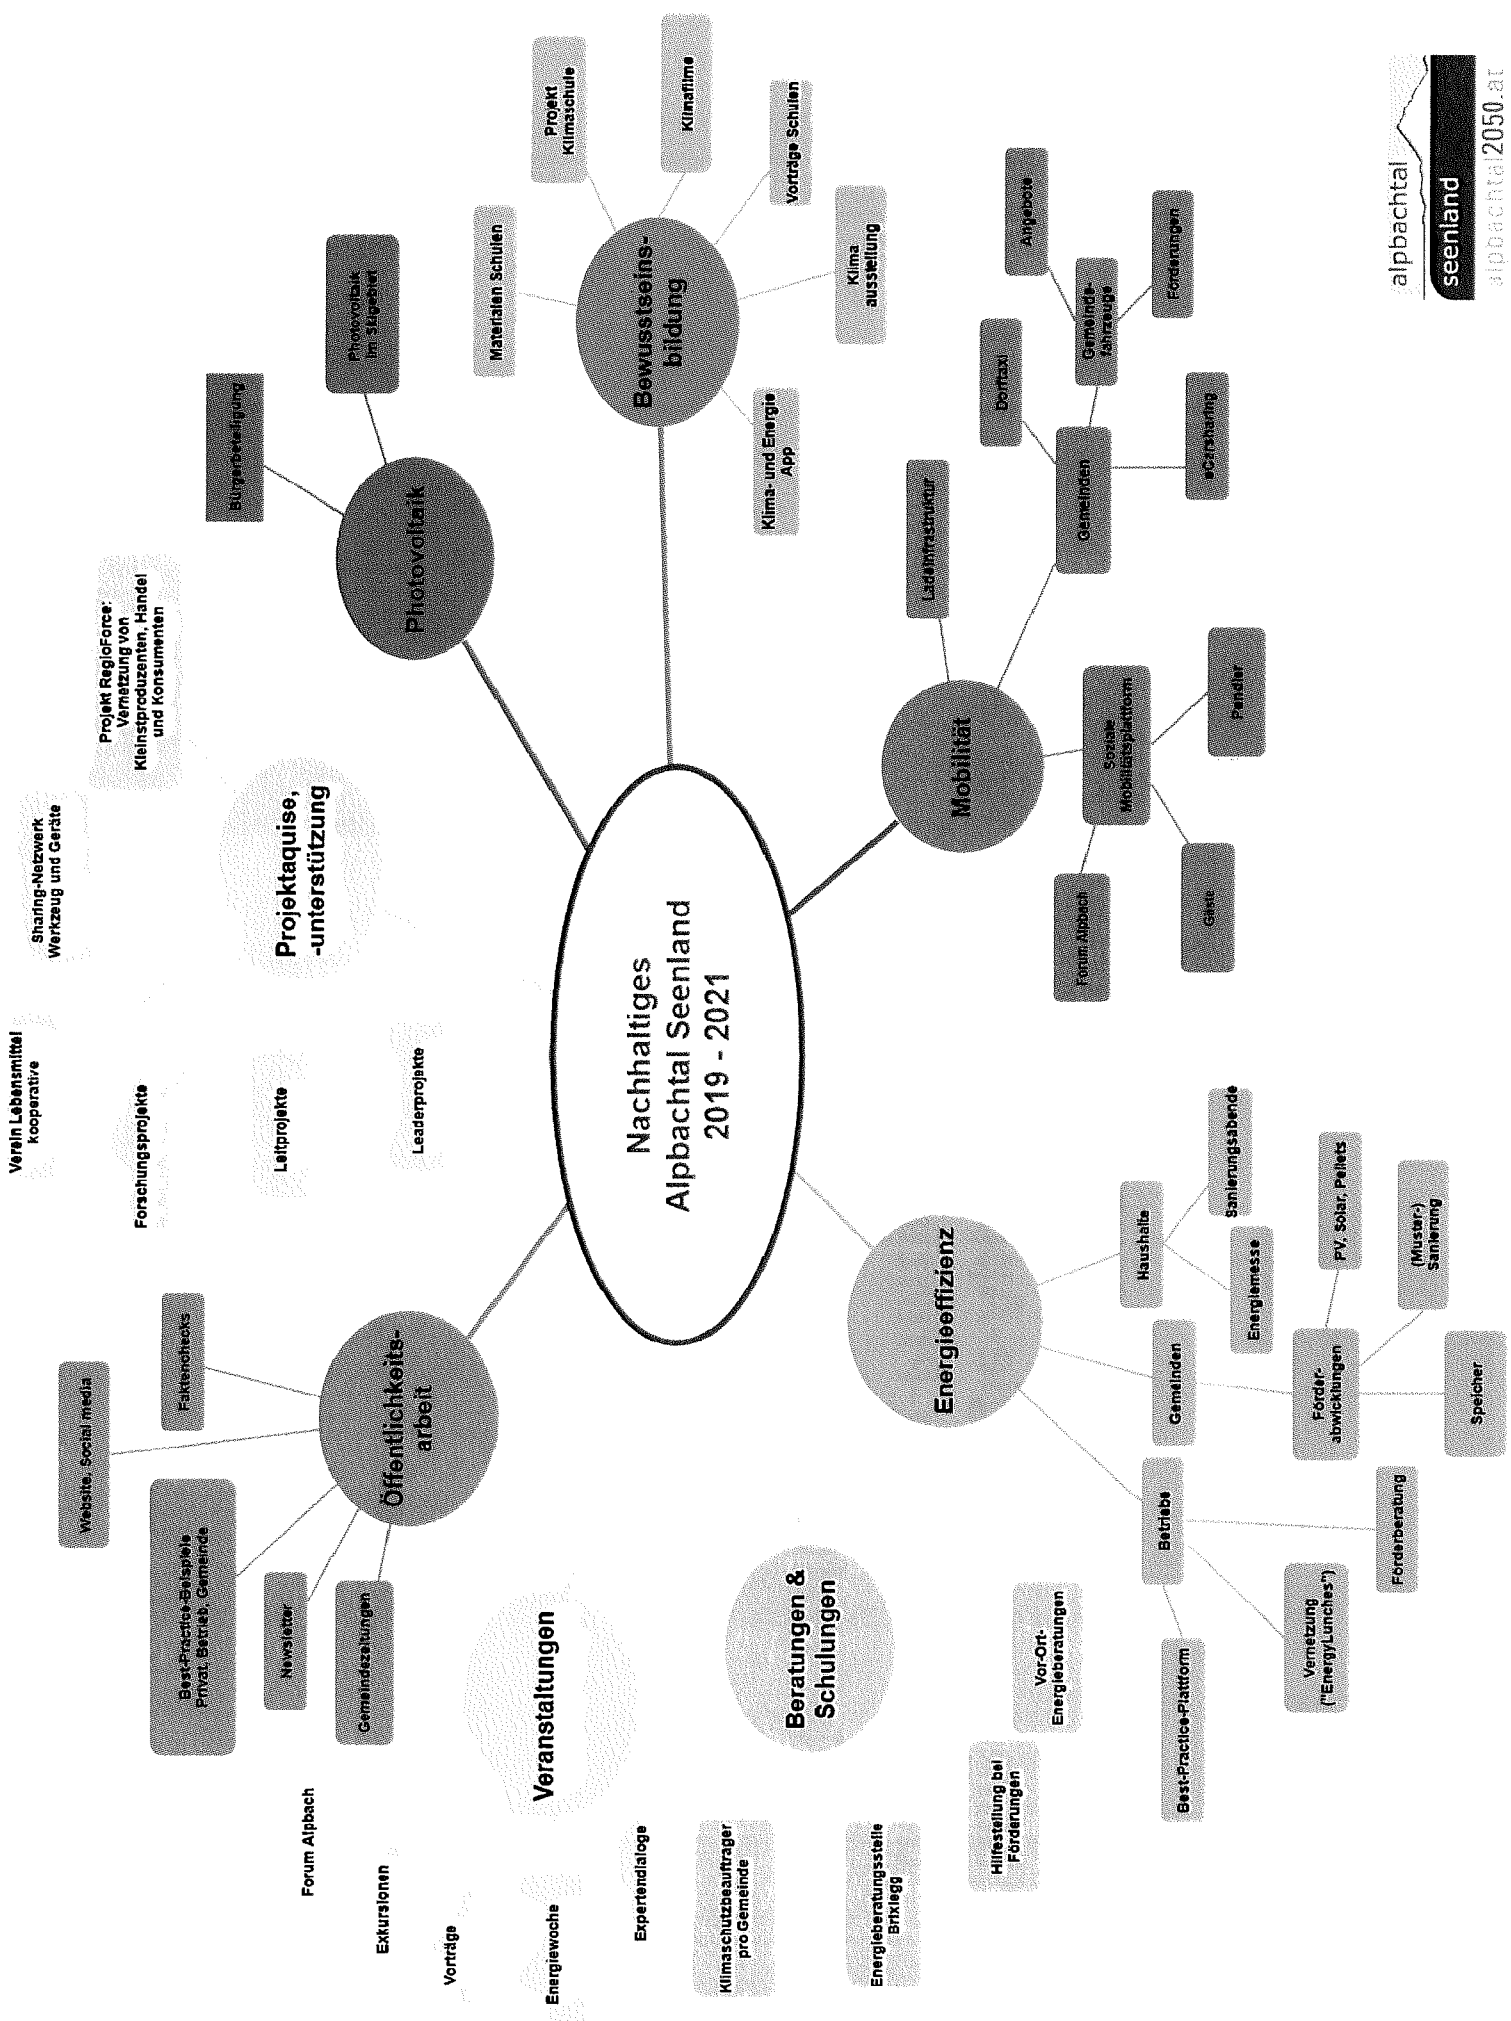 Nachhaltiges
Alpbachtal Seenland
2019 - 2021
Öffentlichkeits-
arbeit
Gemeindezeitungen
Newsletter
Best-Practice-Beispiele
Privat, Betrieb, Gemeinde
Website, Social media
Faktenchecks
Projektaquise,
-unterstützung
Leaderprojekte
Leitprojekte
Forschungsprojekte
Verein Lebensmittel
kooperative
Sharing-Netzwerk
Werkzeug und Geräte
Projekt RegioForce:
Vernetzung von
Kleinstproduzenten, Handel
und Konsumenten
Photovoltaik
Bürgerbeteiligung
Photovoltaik
im Skigebiet
Bewusstseins-
bildung
Materialen Schulen
Projekt
Klimaschule
Klimafilme
Vorträge Schulen
Klima
ausstellung
Klima- und Energie
App
Mobilität
Ladeinfrastruktur
Gemeinden
Dorftaxi
Gemeinde-
fahrzeuge
Angebote
Förderungen
eCarsharing
Soziale
Mobilitätsplattform
Forum Alpbach
Gäste
Pendler
Energieeffizienz
Haushalte
Sanierungsabende
Energiemesse
Gemeinden
Förder-
abwicklungen
PV, Solar, Pellets
(Muster-)
Sanierung
Speicher
Betriebe
Förderberatung
Vernetzung
("EnergyLunches")
Best-Practice-Plattform
Beratungen &
Schulungen
Vor-Ort-
Energieberatungen
Hilfestellung bei
Förderungen
Energieberatungsstelle
Brixlegg
Klimaschutzbeauftrager
pro Gemeinde
Veranstaltungen
Expertendialoge
Energiewoche
Vorträge
Exkursionen
Forum Alpbach
alpbachtal
seenland
alpbachtal2050.at